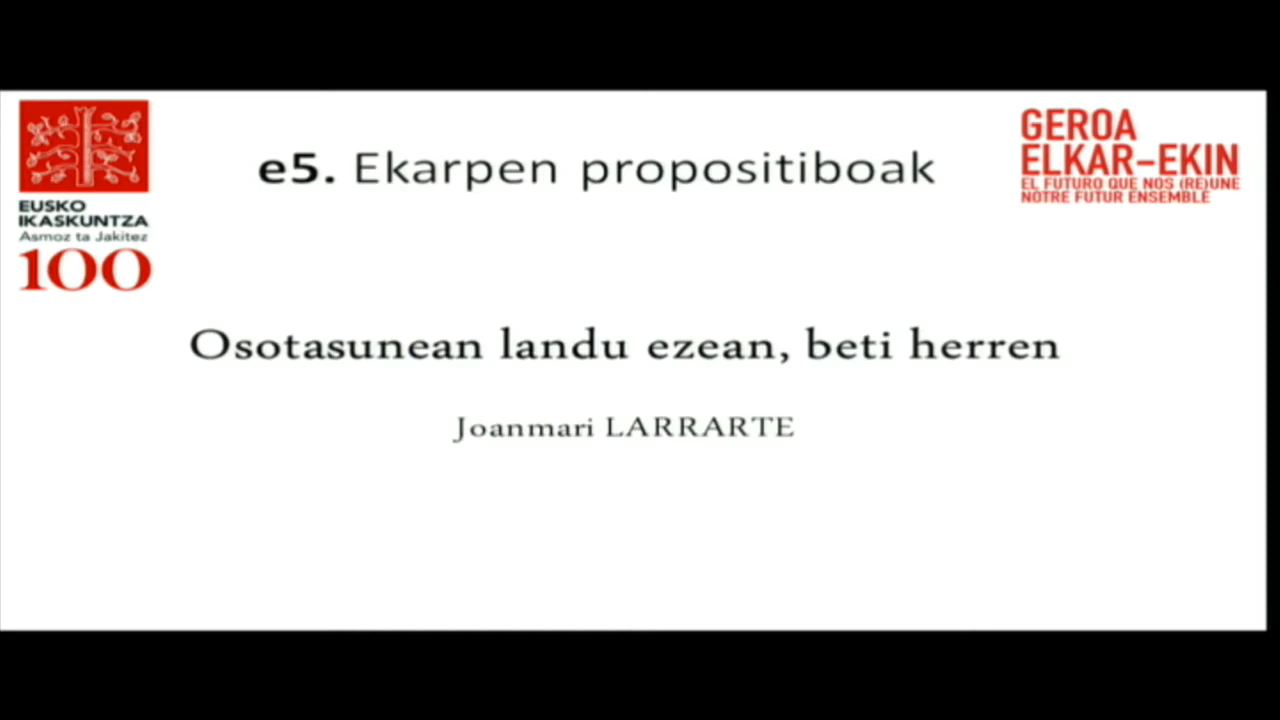 EUSKO
IKASKUNTZA
Asmoz ta Jakitez
100
e5. Ekarpen propositiboak
GEROA
ELKAR-EKIN
EL FUTURO QUE NOS (RE)UNE
NOTRE FUTUR ENSEMBLE
Osotasunean landu ezean, beti herren
Joanmari LARRARTE